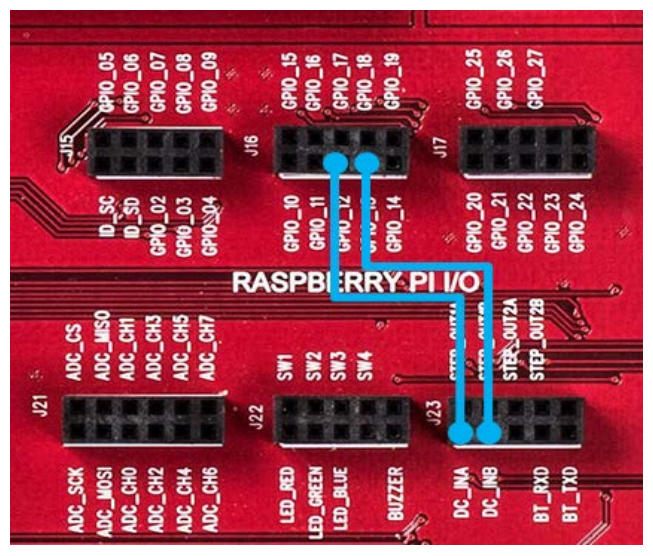 GPIO_05
GPIO_06
GPIO_07
GPIO_08
GPIO_09
GPIO_15
GPIO_16
GPIO_17
GPIO_18
GPIO_19
GPIO_25
GPIO_26
GPIO_27
J15
J16
J17
ID_SC
ID_SD
GPIO_02
GPIO_03
GPIO_04
GPIO_10
GPIO_11
GPIO_12
GPIO_14
GPIO_20
GPIO_21
GPIO_22
GPIO_23
GPIO_24
RASPBERRY PI I/O
ADC_CS
ADC_MISO
ADC_CH1
ADC_CH3
ADC_CH5
ADC_CH7
SW1
SW2
SW3
SW4
STEP_OUT2A
STEP_OUT2B
J21
J22
J23
ADC_SCK
ADC_MOSI
ADC_CH0
ADC_CH2
ADC_CH4
ADC_CH6
LED_RED
LED_GREEN
LED_BLUE
BUZZER
DC_INA
DC_INB
BT_RXD
BT_TXD